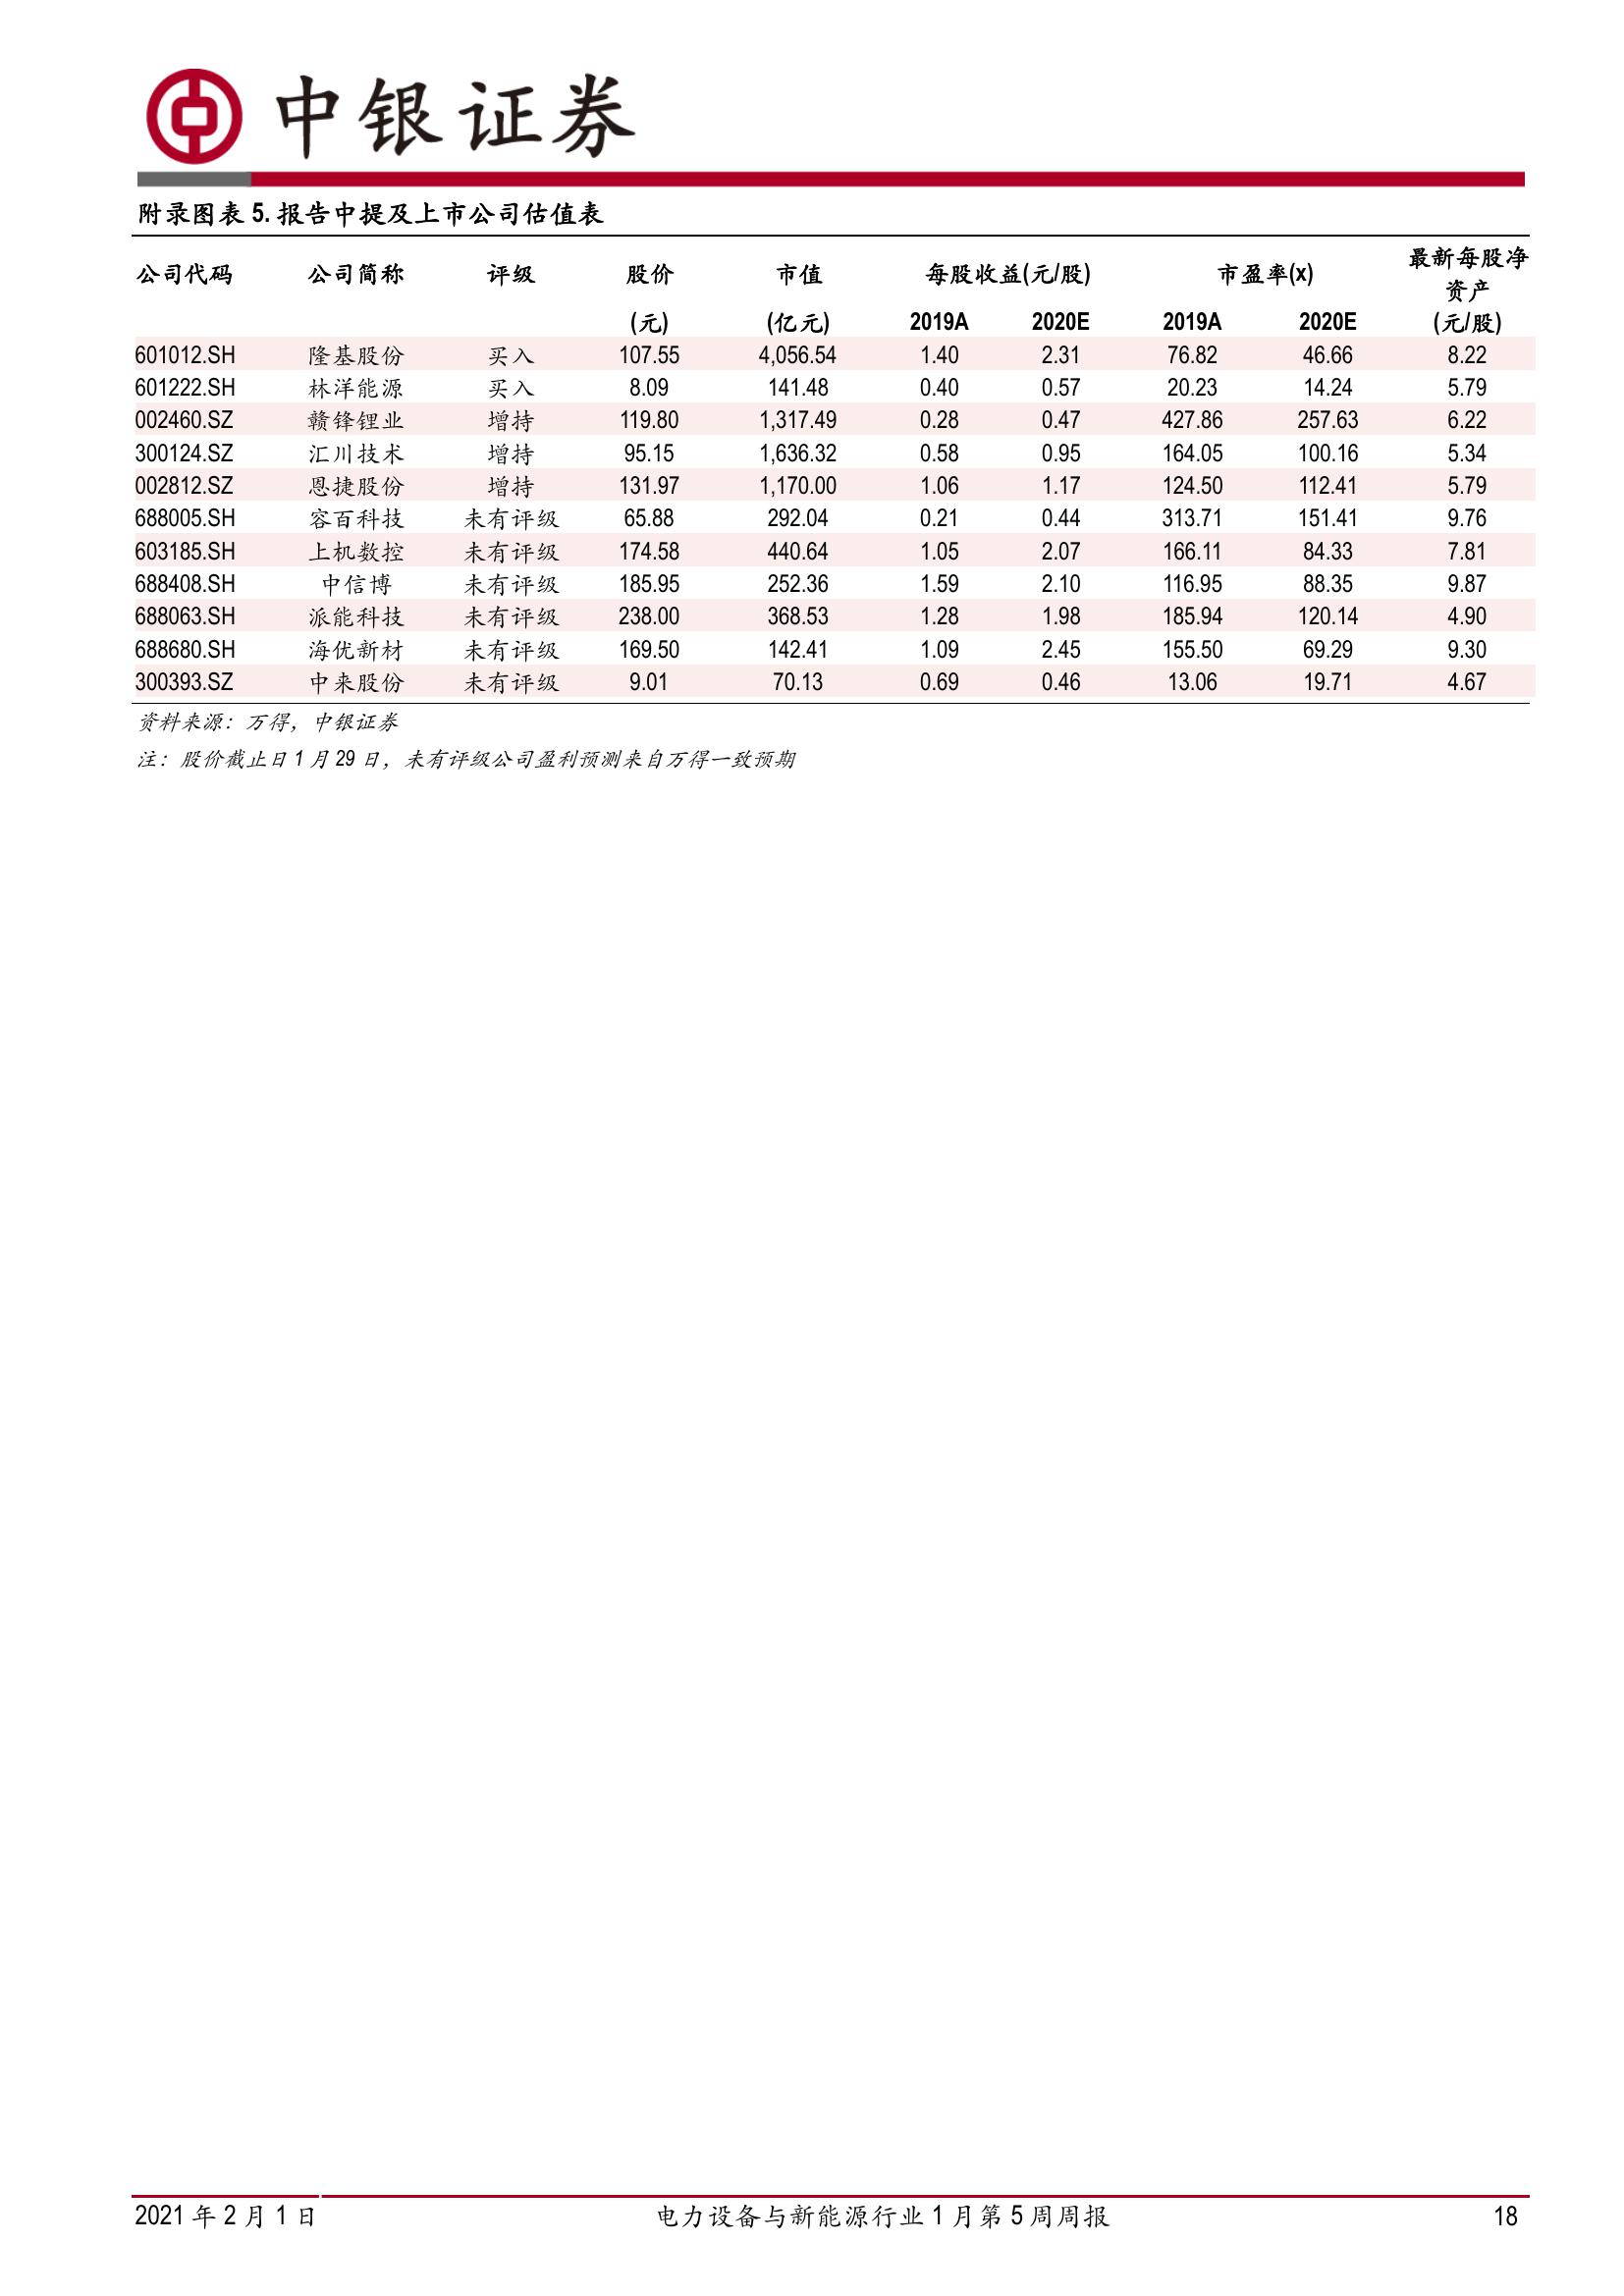 中银证券
附录图表 5. 报告中提及上市公司估值表
公司代码 公司简称 评级 股价 市值 每股收益(元/股) 市盈率(x) 最新每股净
资产
(元) (亿元) 2019A 2020E 2019A 2020E (元/股)
601012.SH 隆基股份 买入 107.55 4,056.54 1.40 2.31 76.82 46.66 8.22
601222.SH 林洋能源 买入 8.09 141.48 0.40 0.57 20.23 14.24 5.79
002460.SZ 赣锋锂业 增持 119.80 1,317.49 0.28 0.47 427.86 257.63 6.22
300124.SZ 汇川技术 增持 95.15 1,636.32 0.58 0.95 164.05 100.16 5.34
002812.SZ 恩捷股份 增持 131.97 1,170.00 1.06 1.17 124.50 112.41 5.79
688005.SH 容百科技 未有评级 65.88 292.04 0.21 0.44 313.71 151.41 9.76
603185.SH 上机数控 未有评级 174.58 440.64 1.05 2.07 166.11 84.33 7.81
688408.SH 中信博 未有评级 185.95 252.36 1.59 2.10 116.95 88.35 9.87
688063.SH 派能科技 未有评级 238.00 368.53 1.28 1.98 185.94 120.14 4.90
688680.SH 海优新材 未有评级 169.50 142.41 1.09 2.45 155.50 69.29 9.30
300393.SZ 中来股份 未有评级 9.01 70.13 0.69 0.46 13.06 19.71 4.67
资料来源：万得，中银证券
注：股价截止日 1 月 29 日，未有评级公司盈利预测来自万得一致预期
2021 年 2 月 1 日 电力设备与新能源行业 1 月第 5 周周报 18